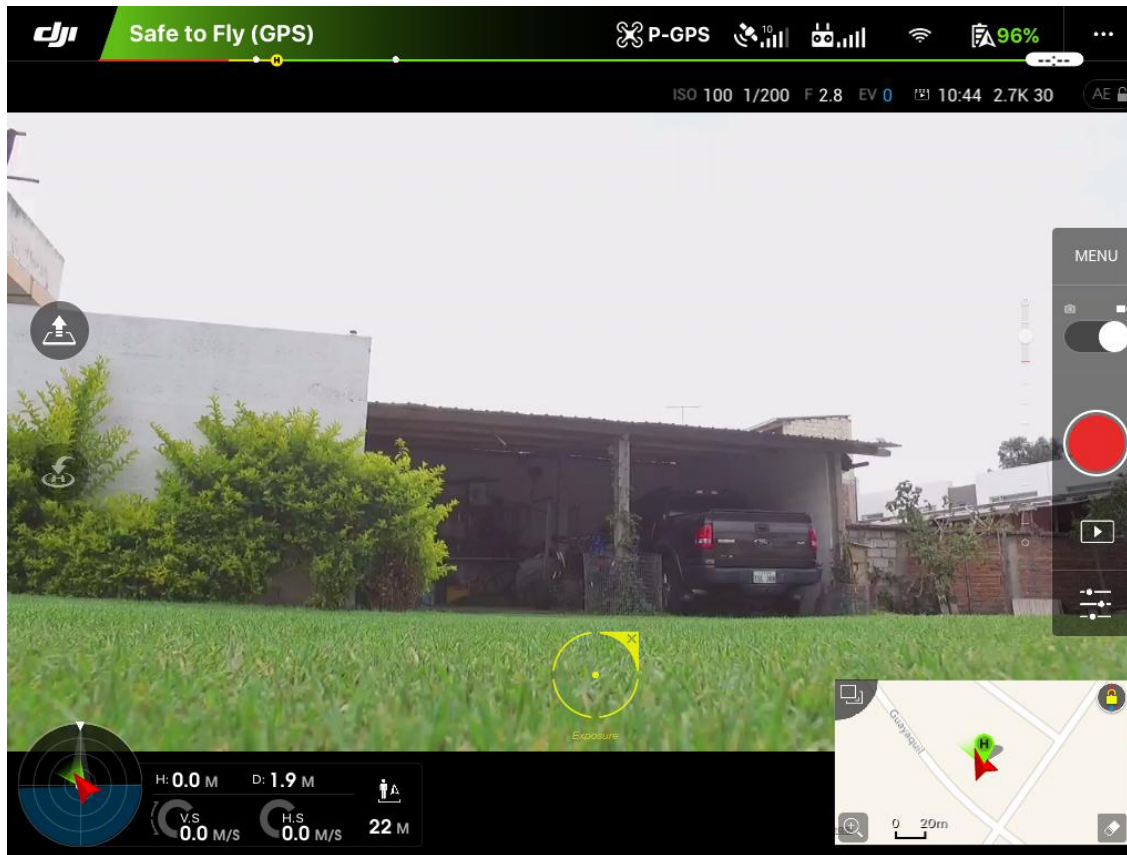 dji Safe to Fly (GPS) P-GPS 10 96%
H --:--
ISO 100 1/200 F 2.8 EV 0 10:44 2.7K 30 AE
MENU
H
Exposure
H: 0.0 M D: 1.9 M
V.S 0.0 M/S H.S 0.0 M/S 22 M
Guayaquil
H
0 20m